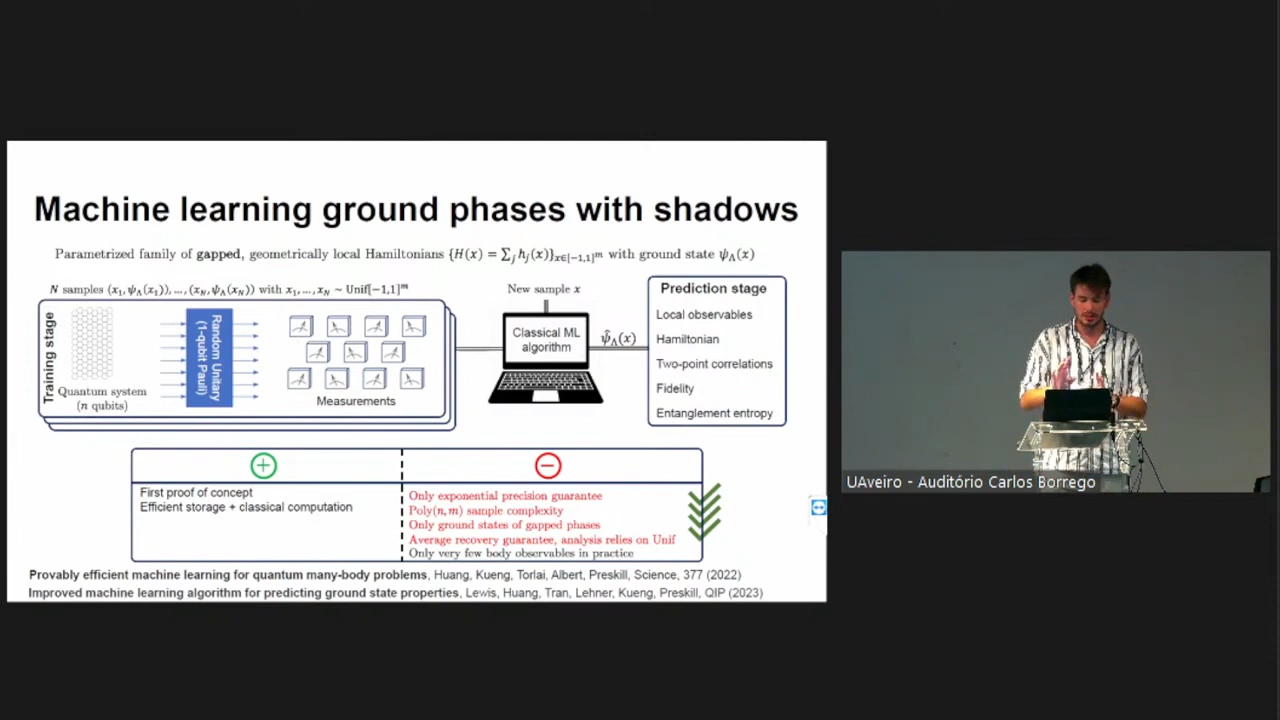 Machine learning ground phases with shadows
Parametrized family of gapped, geometrically local Hamiltonians {H(x) = ∑ⱼ hⱼ(x)}ₓ∈[−1,1]ᵐ with ground state ψ_Λ(x)
N samples (x₁, ψ_Λ(x₁)), …, (x_N, ψ_Λ(x_N)) with x₁, …, x_N ~ Unif[−1,1]ᵐ
Training stage
Quantum system
(n qubits)
Random Unitary
(1-qubit Pauli)
Measurements
New sample x
Classical ML
algorithm
ψ̂_Λ(x)
Prediction stage
Local observables
Hamiltonian
Two-point correlations
Fidelity
Entanglement entropy
+
−
First proof of concept
Efficient storage + classical computation
Only exponential precision guarantee
Poly(n, m) sample complexity
Only ground states of gapped phases
Average recovery guarantee, analysis relies on Unif
Only very few body observables in practice
Provably efficient machine learning for quantum many-body problems, Huang, Kueng, Torlai, Albert, Preskill, Science, 377 (2022)
Improved machine learning algorithm for predicting ground state properties, Lewis, Huang, Tran, Lehner, Kueng, Preskill, QIP (2023)
UAveiro - Auditório Carlos Borrego